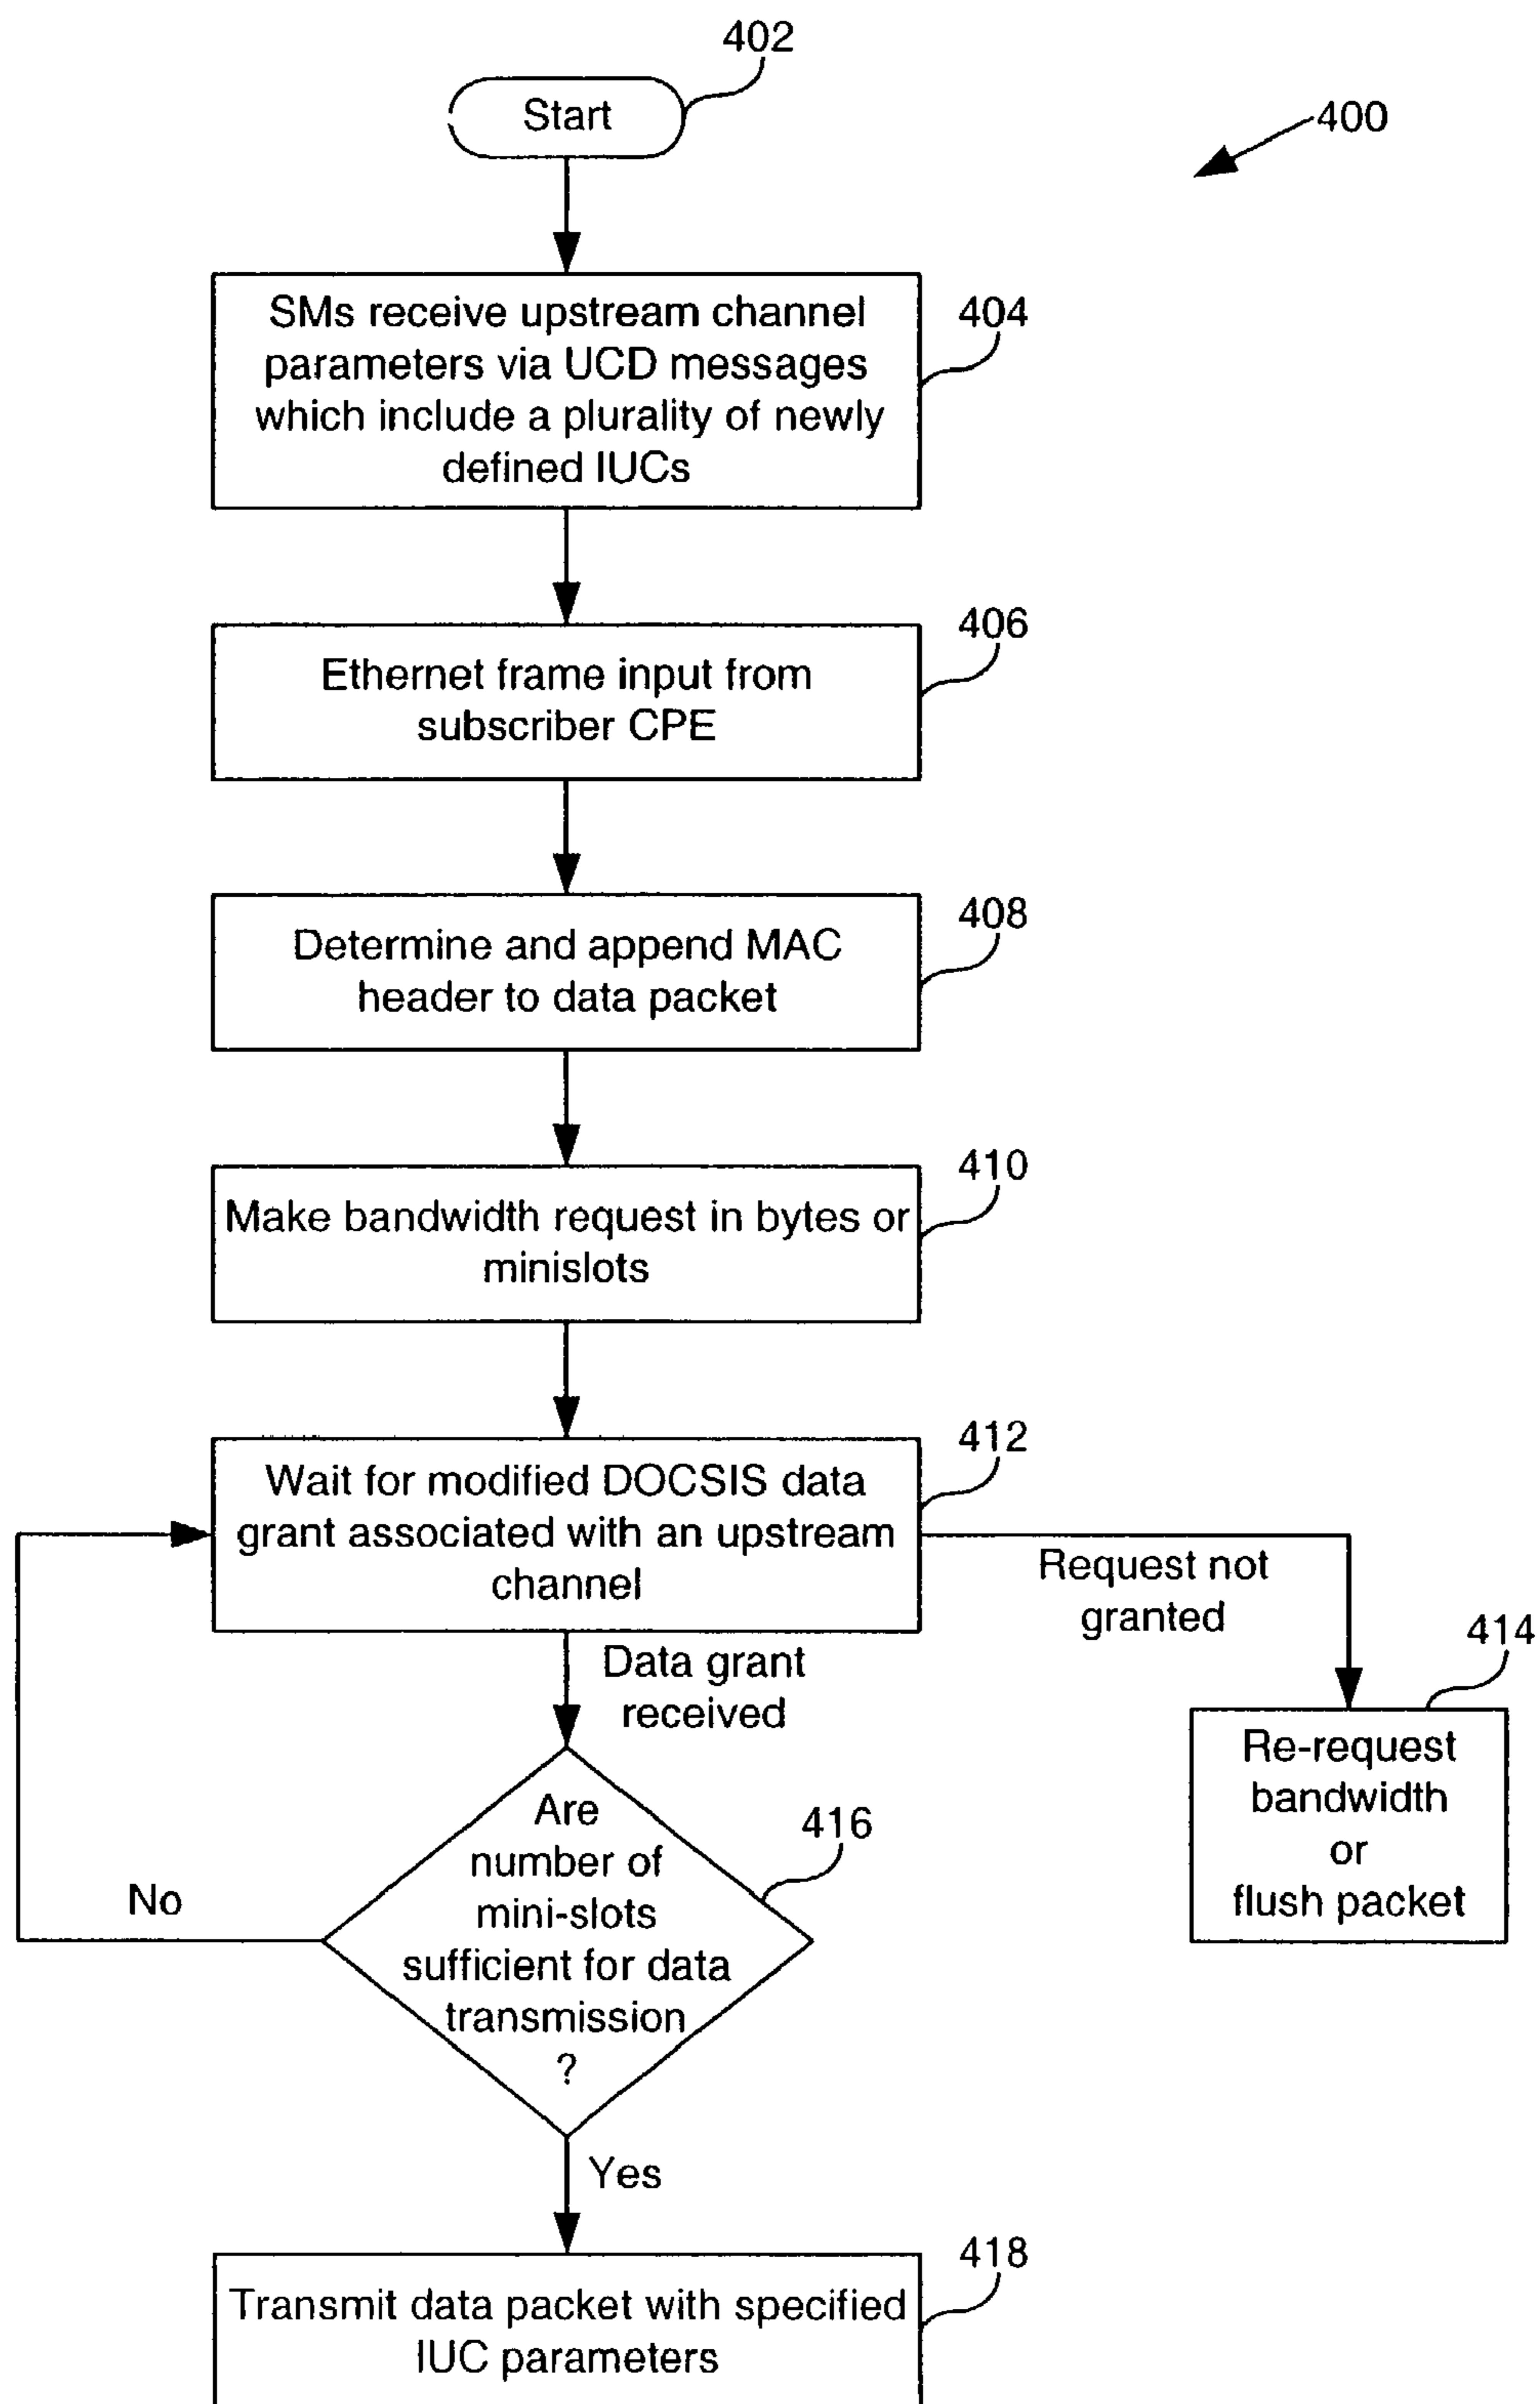 402
Start
400
SMs receive upstream channel
parameters via UCD messages
which include a plurality of newly
defined IUCs
404
Ethernet frame input from
subscriber CPE
406
Determine and append MAC
header to data packet
408
Make bandwidth request in bytes or
minislots
410
Wait for modified DOCSIS data
grant associated with an upstream
channel
412
Request not
granted
414
Re-request
bandwidth
or
flush packet
Data grant
received
Are
number of
mini-slots
sufficient for data
transmission
?
416
No
Yes
Transmit data packet with specified
IUC parameters
418